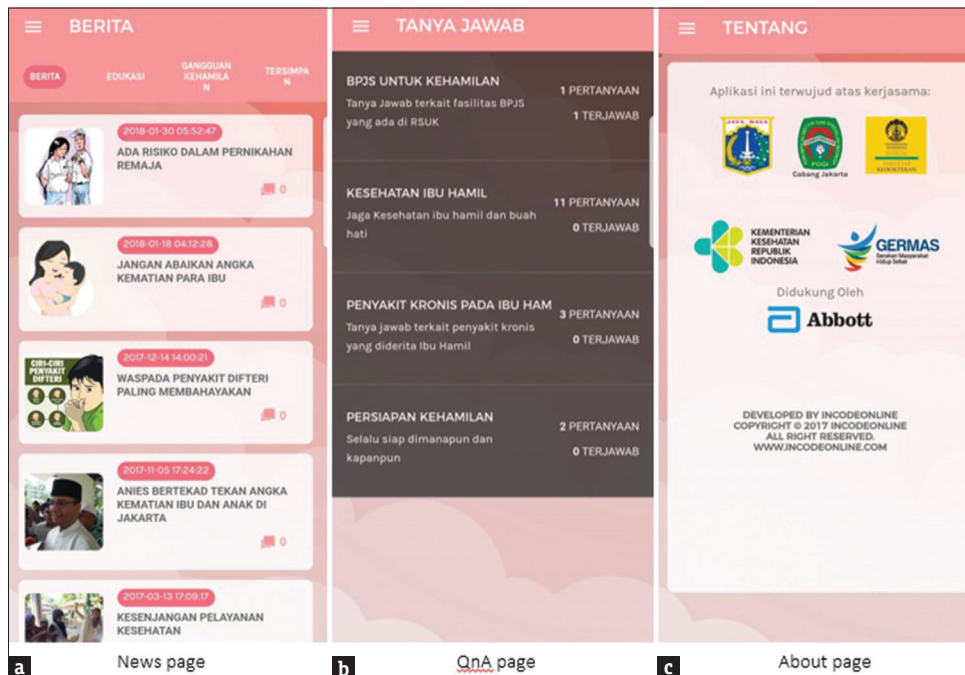 BERITA
BERITA
EDUKASI
GANGGUAN
KEHAMILA
N
TERSIMPA
N
2018-01-30 05:52:47
ADA RISIKO DALAM PERNIKAHAN
REMAJA
0
2018-01-18 04:12:28
JANGAN ABAIKAN ANGKA
KEMATIAN PARA IBU
0
CIRI-CIRI
PENYAKIT
DIFTERI
2017-12-14 14:00:21
WASPADA PENYAKIT DIFTERI
PALING MEMBAHAYAKAN
0
2017-11-05 17:24:22
ANIES BERTEKAD TEKAN ANGKA
KEMATIAN IBU DAN ANAK DI
JAKARTA
0
2017-03-13 17:09:17
KESENJANGAN PELAYANAN
KESEHATAN
a
News page
TANYA JAWAB
BPJS UNTUK KEHAMILAN
1 PERTANYAAN
Tanya Jawab terkait fasilitas BPJS
yang ada di RSUK
1 TERJAWAB
KESEHATAN IBU HAMIL
11 PERTANYAAN
Jaga Kesehatan ibu hamil dan buah
hati
0 TERJAWAB
PENYAKIT KRONIS PADA IBU HAM
3 PERTANYAAN
Tanya jawab terkait penyakit kronis
yang diderita Ibu Hamil
0 TERJAWAB
PERSIAPAN KEHAMILAN
2 PERTANYAAN
Selalu siap dimanapun dan
kapanpun
0 TERJAWAB
b
QnA page
TENTANG
Aplikasi ini terwujud atas kerjasama:
JAYA RAYA
POGI
Cabang Jakarta
KEDOKTERAN
KEMENTERIAN
KESEHATAN
REPUBLIK
INDONESIA
GERMAS
Gerakan Masyarakat
Hidup Sehat
Didukung Oleh
Abbott
DEVELOPED BY INCODEONLINE
COPYRIGHT © 2017 INCODEONLINE
ALL RIGHT RESERVED.
WWW.INCODEONLINE.COM
c
About page